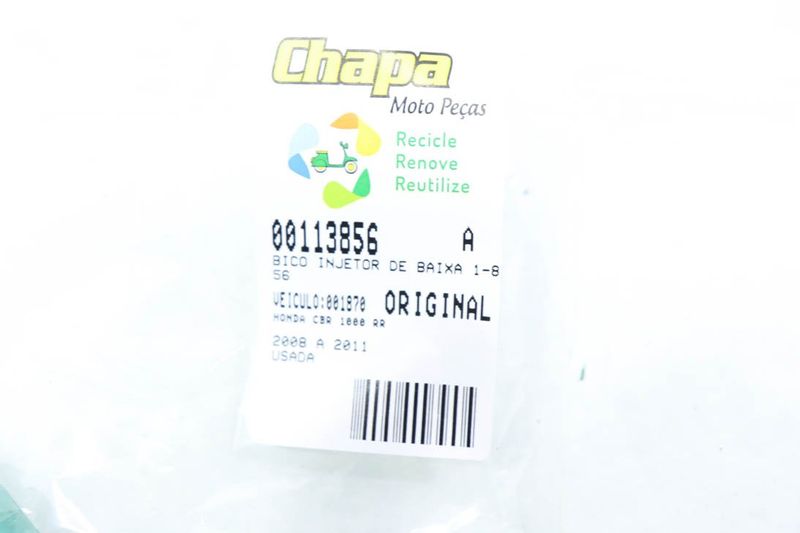 Chapa
Moto Peças
Recicle
Renove
Reutilize
00113856 A
BICO INJETOR DE BAIXA 1-8
56
VEICULO:001870 ORIGINAL
HONDA CBR 1000 RR
2008 A 2011
USADA